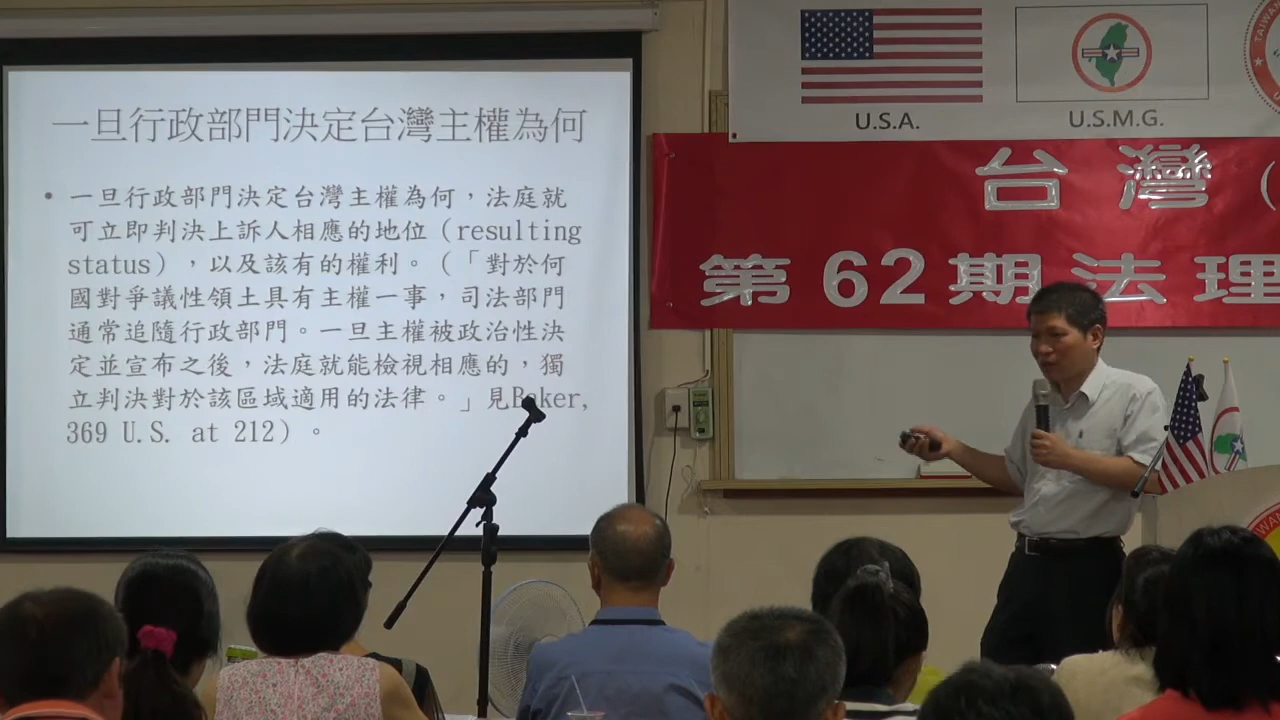 一旦行政部門決定台灣主權為何
• 一旦行政部門決定台灣主權為何，法庭就
可立即判決上訴人相應的地位（resulting
status），以及該有的權利。（「對於何
國對爭議性領土具有主權一事，司法部門
通常追隨行政部門。一旦主權被政治性決
定並宣布之後，法庭就能檢視相應的，獨
立判決對於該區域適用的法律。」見Baker,
369 U.S. at 212）。
U.S.A.
U.S.M.G.
TAIWAN
台灣（
第62期法理